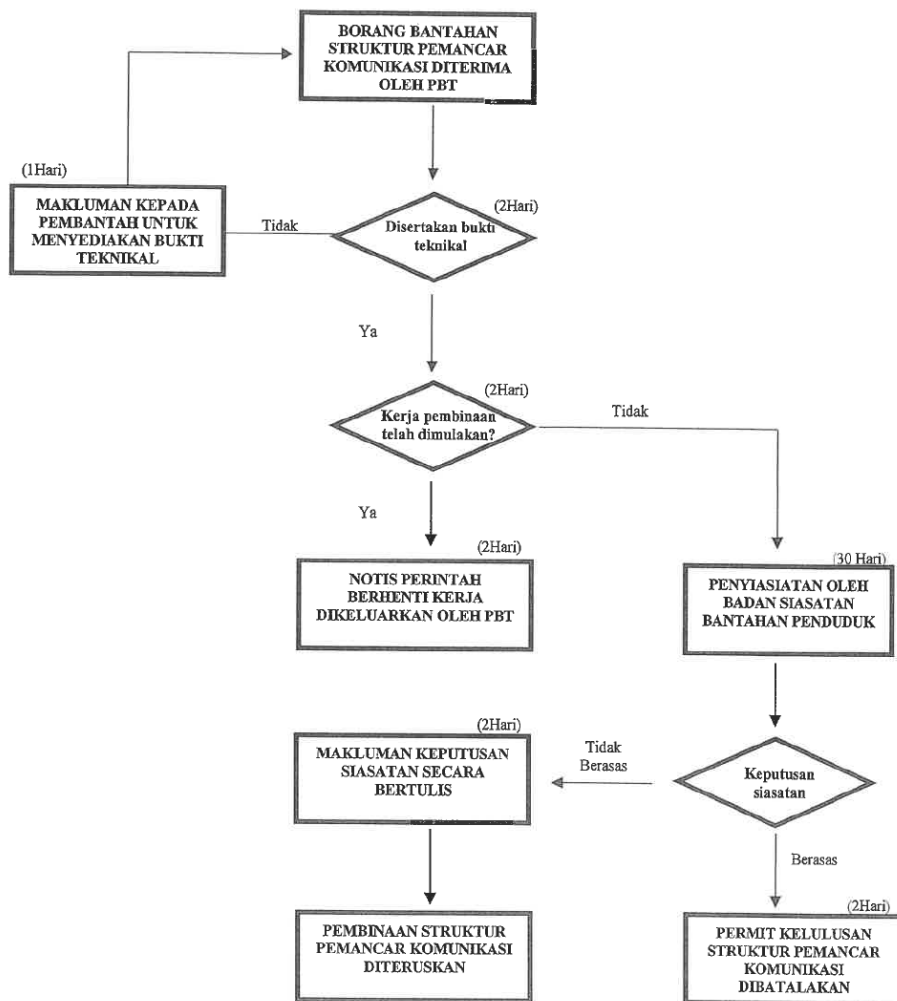 BORANG BANTAHAN
STRUKTUR PEMANCAR
KOMUNIKASI DITERIMA
OLEH PBT
(1Hari)
MAKLUMAN KEPADA
PEMBANTAH UNTUK
MENYEDIAKAN BUKTI
TEKNIKAL
Tidak
(2Hari)
Disertakan bukti
teknikal
Ya
(2Hari)
Kerja pembinaan
telah dimulakan?
Tidak
Ya
(2Hari)
NOTIS PERINTAH
BERHENTI KERJA
DIKELUARKAN OLEH PBT
(30 Hari)
PENYIASIATAN OLEH
BADAN SIASATAN
BANTAHAN PENDUDUK
(2Hari)
MAKLUMAN KEPUTUSAN
SIASATAN SECARA
BERTULIS
Tidak
Berasas
Keputusan
siasatan
Berasas
PEMBINAAN STRUKTUR
PEMANCAR KOMUNIKASI
DITERUSKAN
(2Hari)
PERMIT KELULUSAN
STRUKTUR PEMANCAR
KOMUNIKASI
DIBATALAKAN